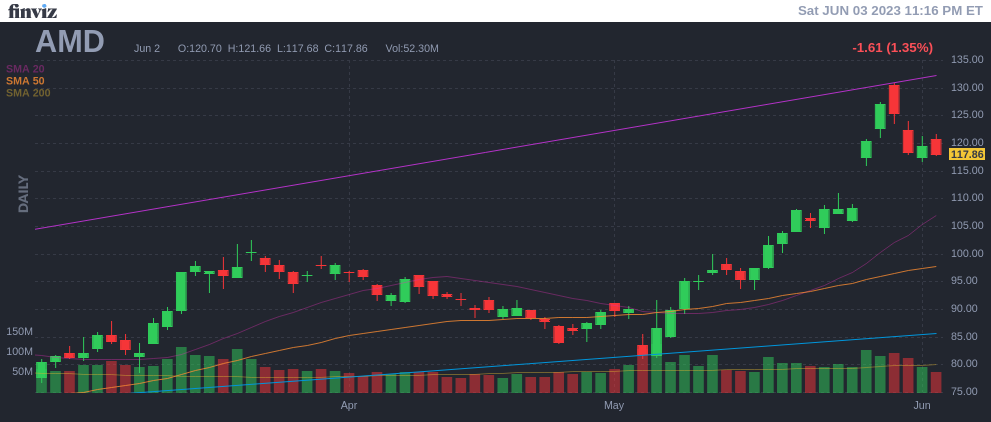 finviz
Sat JUN 03 2023 11:16 PM ET
AMD Jun 2 O:120.70 H:121.66 L:117.68 C:117.86 Vol:52.30M -1.61 (1.35%)
SMA 20
SMA 50
SMA 200
DAILY
150M
100M
50M
135.00
130.00
125.00
120.00
117.86
115.00
110.00
105.00
100.00
95.00
90.00
85.00
80.00
75.00
Apr May Jun